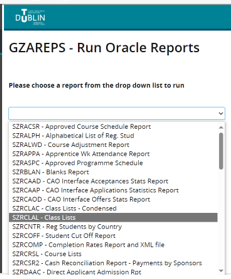 T
U
DUBLIN
GZAREPS - Run Oracle Reports
Please choose a report from the drop down list to run
SZRACSR - Approved Course Schedule Report
SZRALPH - Alphabetical List of Reg. Stud
SZRALWD - Course Adjustment Report
SZRAPPA - Apprentice Wk Attendance Report
SZRASPC - Approved Programme Schedule
SZRBLAN - Blanks Report
SZRCAAD - CAO Interface Acceptances Stats Report
SZRCAAP - CAO Interface Applications Statistics Report
SZRCAOD - CAO Interface Offers Stats Report
SZRCLAC - Class Lists - Condensed
SZRCLAL - Class Lists
SZRCNTR - Reg Students by Country
SZRCOFF - Student Cut Off Report
SZRCOMP - Completion Rates Report and XML file
SZRCRSL - Course Lists
SZRCSR2 - Cash Reconciliation Report - Payments by Sponsors
SZRDAAC - Direct Applicant Admission Rpt